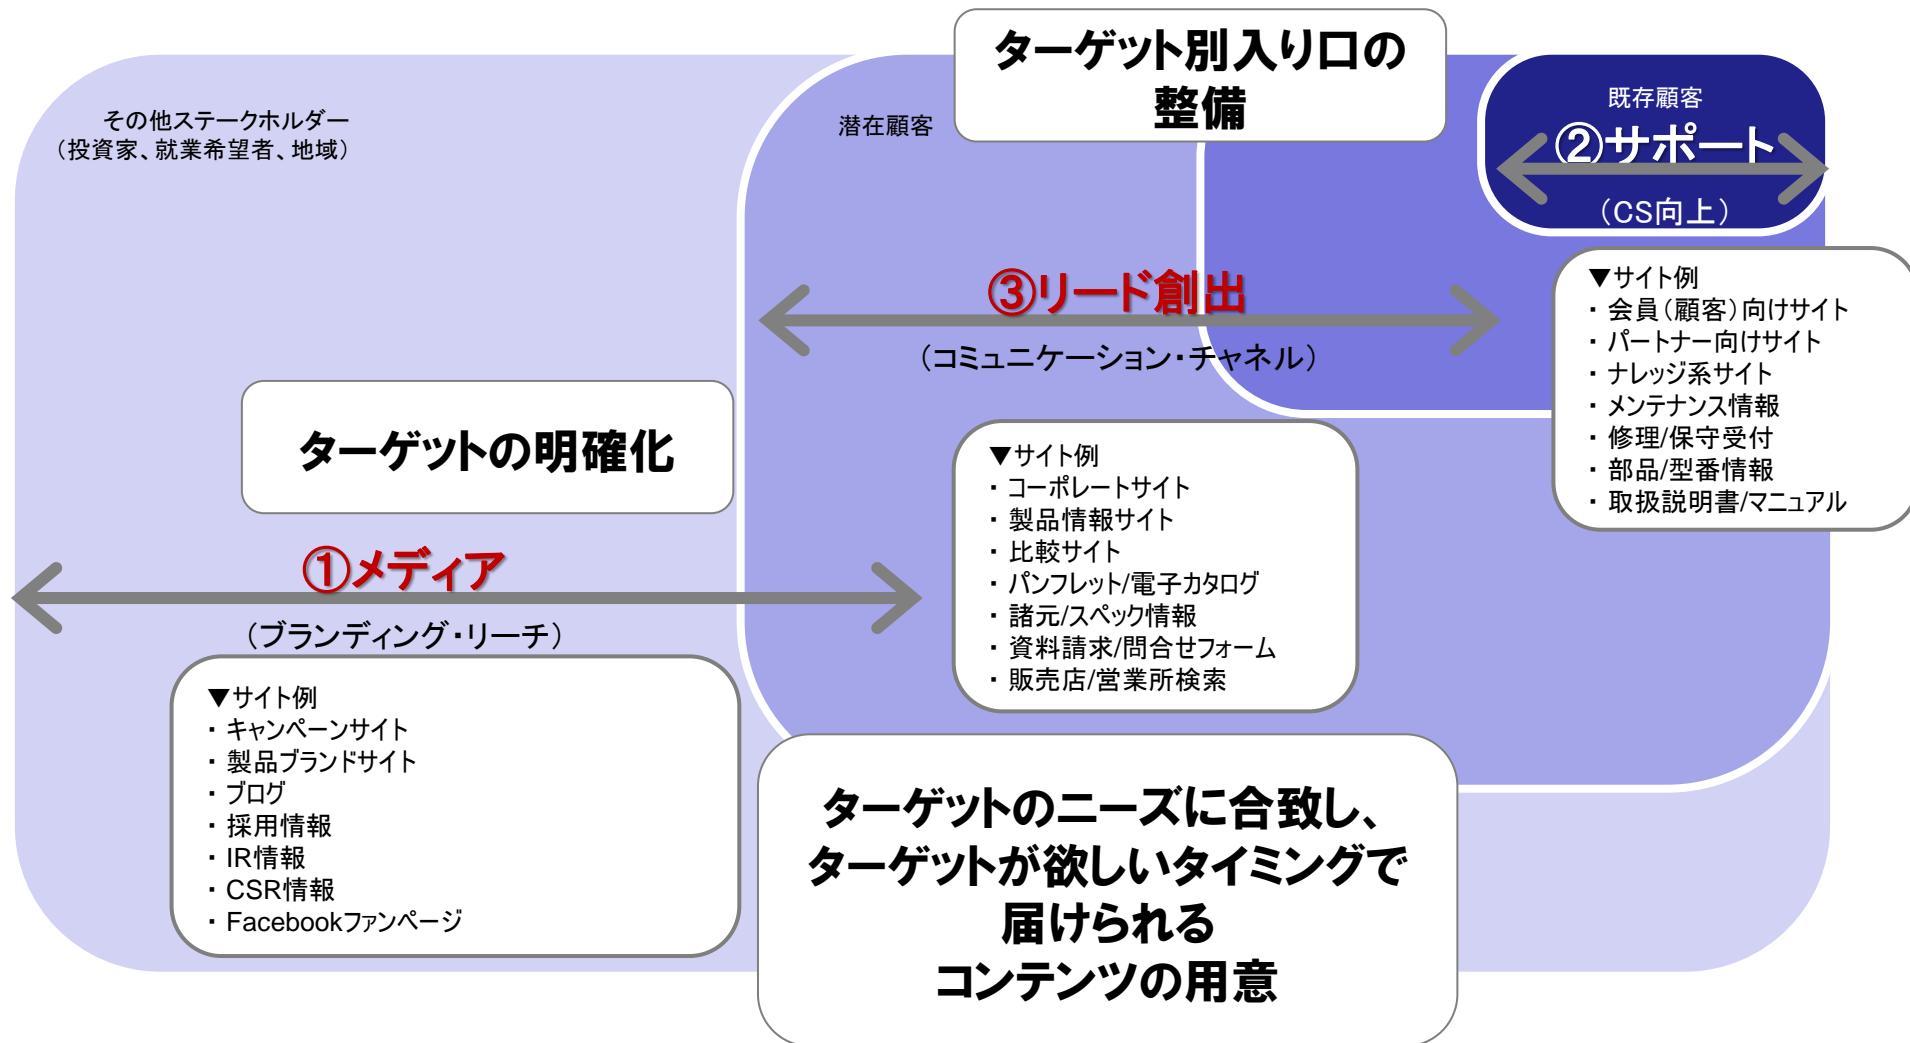 ターゲット別入り口の
整備
その他ステークホルダー
（投資家、就業希望者、地域）
潜在顧客
既存顧客
②サポート
（CS向上）
③リード創出
（コミュニケーション・チャネル）
▼サイト例
・ 会員（顧客）向けサイト
・ パートナー向けサイト
・ ナレッジ系サイト
・ メンテナンス情報
・ 修理/保守受付
・ 部品/型番情報
・ 取扱説明書/マニュアル
ターゲットの明確化
▼サイト例
・ コーポレートサイト
・ 製品情報サイト
・ 比較サイト
・ パンフレット/電子カタログ
・ 諸元/スペック情報
・ 資料請求/問合せフォーム
・ 販売店/営業所検索
①メディア
（ブランディング・リーチ）
▼サイト例
・ キャンペーンサイト
・ 製品ブランドサイト
・ ブログ
・ 採用情報
・ IR情報
・ CSR情報
・ Facebookファンページ
ターゲットのニーズに合致し、
ターゲットが欲しいタイミングで
届けられる
コンテンツの用意